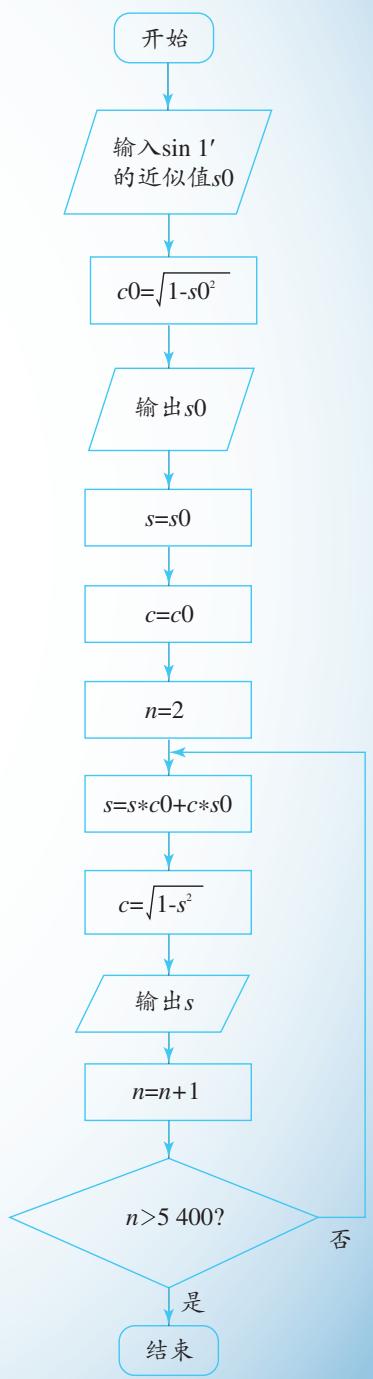 开始
输入sin 1′
的近似值s0
c0=√1-s0²
输出s0
s=s0
c=c0
n=2
s=s*c0+c*s0
c=√1-s²
输出s
n=n+1
n>5 400?
否
是
结束